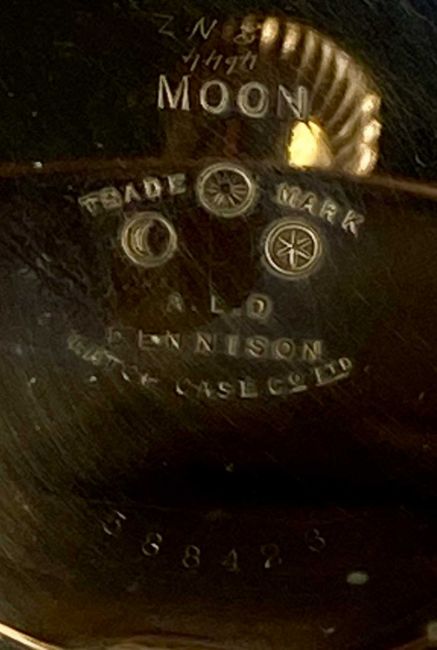 MOON
TRADE MARK
A.L.D
DENNISON
WATCH CASE CO LTD